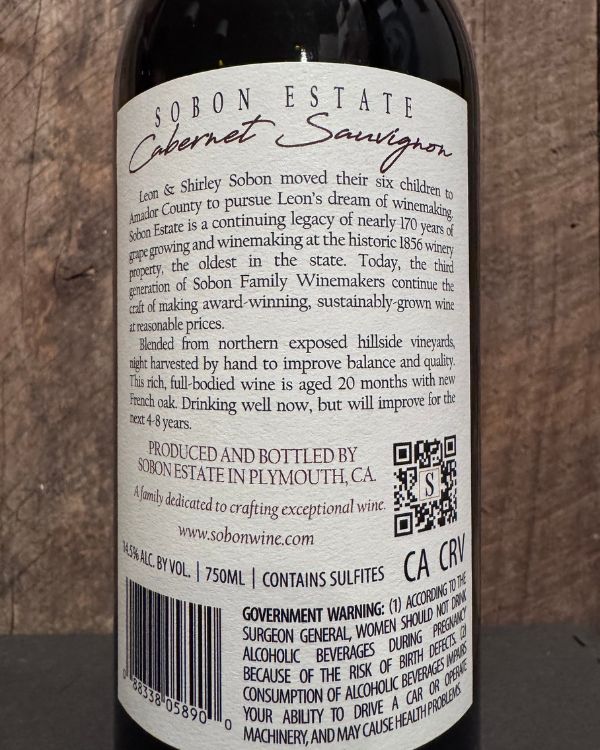 SOBON ESTATE
Cabernet Sauvignon
Leon & Shirley Sobon moved their six children to
Amador County to pursue Leon's dream of winemaking.
Sobon Estate is a continuing legacy of nearly 170 years of
grape growing and winemaking at the historic 1856 winery
property, the oldest in the state. Today, the third
generation of Sobon Family Winemakers continue the
craft of making award-winning, sustainably-grown wine
at reasonable prices.
Blended from northern exposed hillside vineyards,
night harvested by hand to improve balance and quality.
This rich, full-bodied wine is aged 20 months with new
French oak. Drinking well now, but will improve for the
next 4-8 years.
PRODUCED AND BOTTLED BY
SOBON ESTATE IN PLYMOUTH, CA.
A family dedicated to crafting exceptional wine.
www.sobonwine.com
S
14.5% ALC. BY VOL. | 750ML | CONTAINS SULFITES
CA CRV
GOVERNMENT WARNING: (1) ACCORDING TO THE
SURGEON GENERAL, WOMEN SHOULD NOT DRINK
ALCOHOLIC BEVERAGES DURING PREGNANCY
BECAUSE OF THE RISK OF BIRTH DEFECTS. (2)
CONSUMPTION OF ALCOHOLIC BEVERAGES IMPAIRS
YOUR ABILITY TO DRIVE A CAR OR OPERATE
MACHINERY, AND MAY CAUSE HEALTH PROBLEMS.
0 88338 05890 0